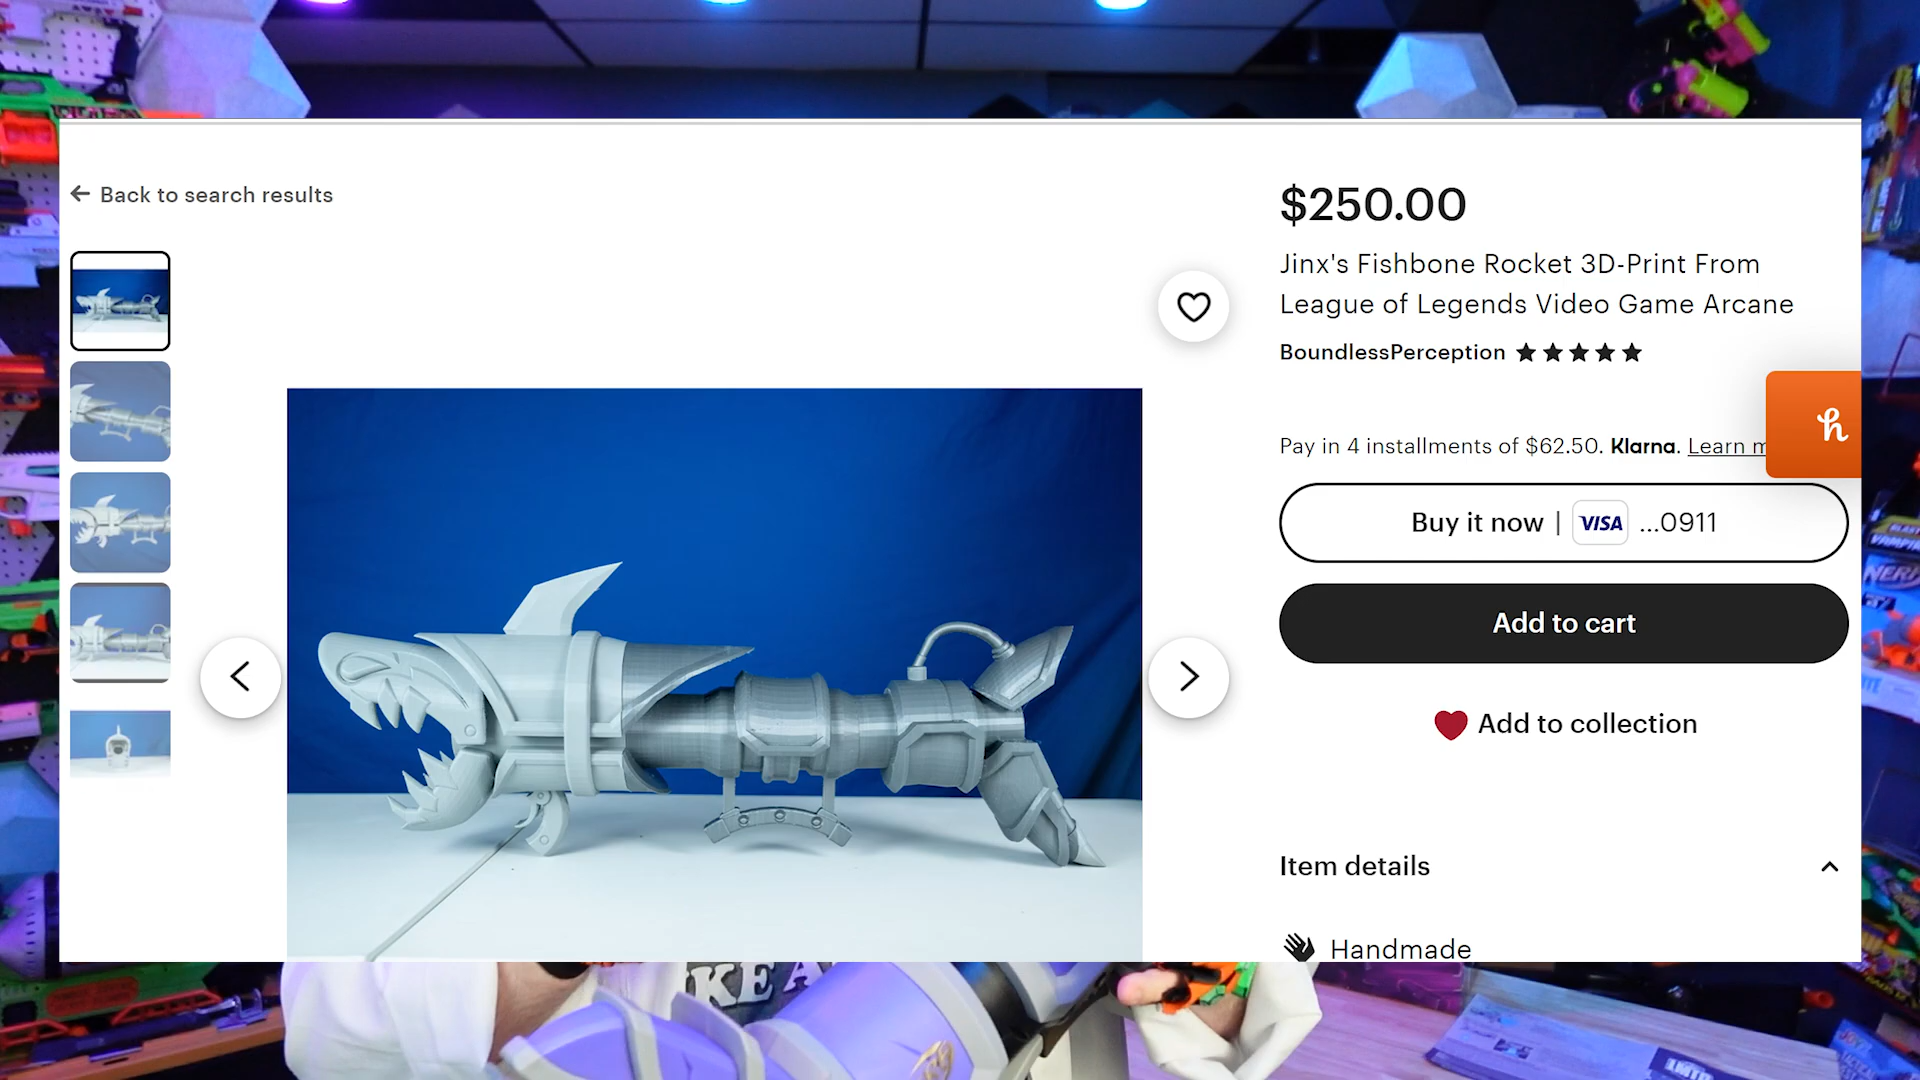 ← Back to search results
$250.00
Jinx's Fishbone Rocket 3D-Print From
League of Legends Video Game Arcane
BoundlessPerception ★★★★★
Pay in 4 installments of $62.50. Klarna. Learn
Buy it now | VISA ...0911
Add to cart
Add to collection
Item details
Handmade
NERF